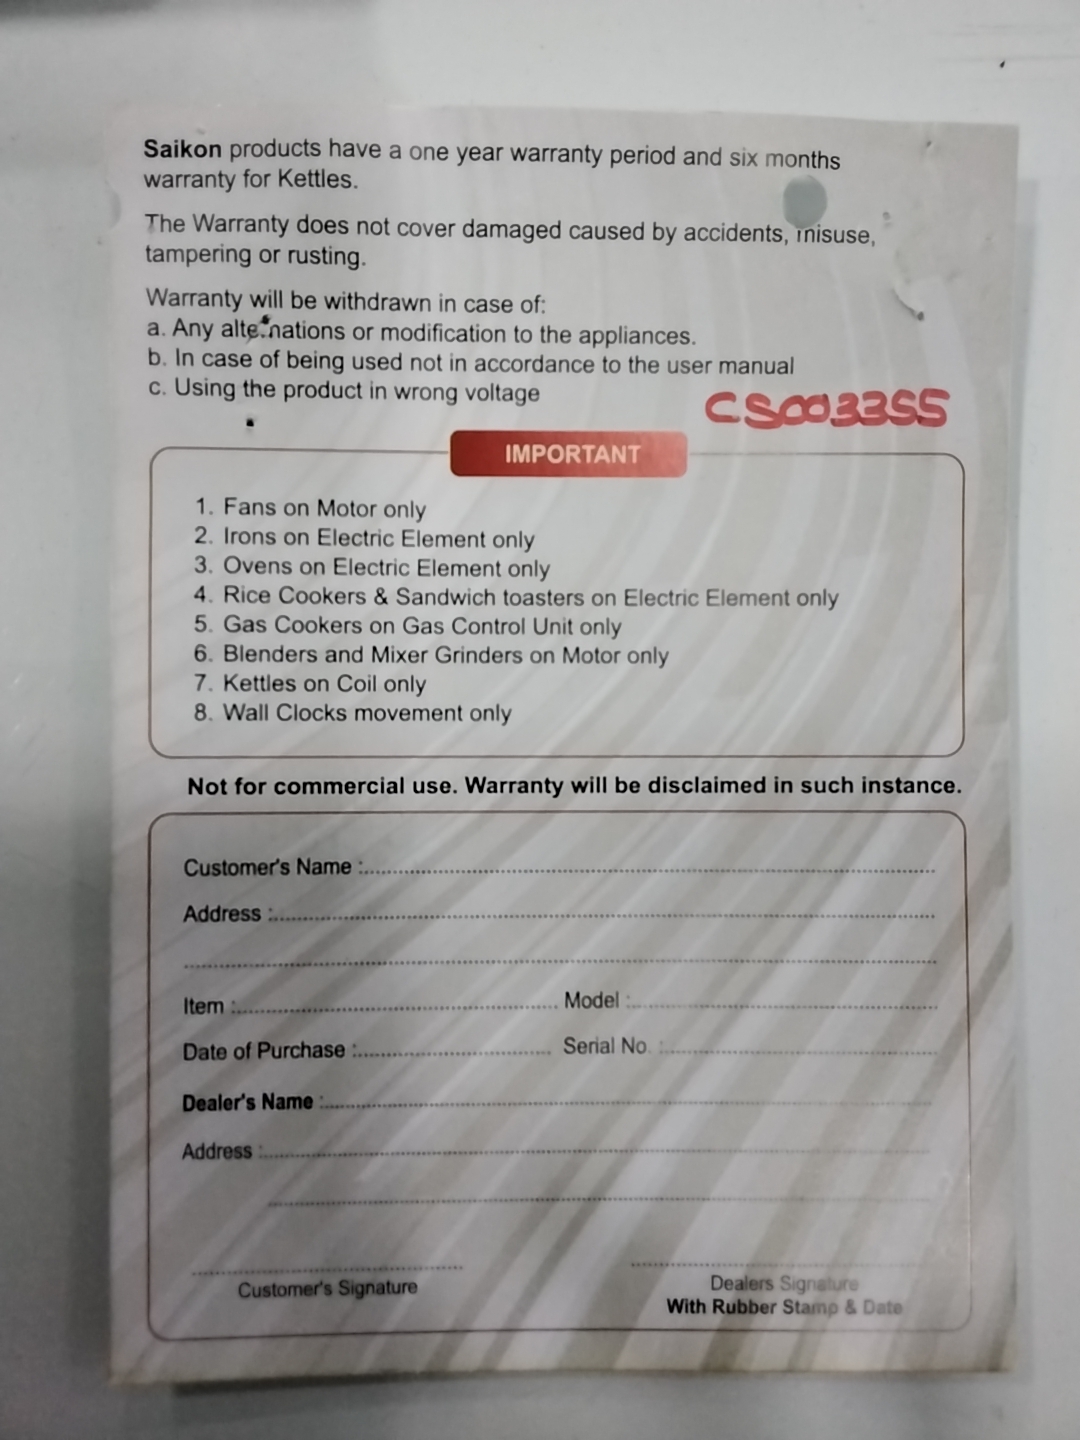 Saikon products have a one year warranty period and six months
warranty for Kettles.
The Warranty does not cover damaged caused by accidents, misuse,
tampering or rusting.
Warranty will be withdrawn in case of:
a. Any alternations or modification to the appliances.
b. In case of being used not in accordance to the user manual
c. Using the product in wrong voltage
CS003355
IMPORTANT
1. Fans on Motor only
2. Irons on Electric Element only
3. Ovens on Electric Element only
4. Rice Cookers & Sandwich toasters on Electric Element only
5. Gas Cookers on Gas Control Unit only
6. Blenders and Mixer Grinders on Motor only
7. Kettles on Coil only
8. Wall Clocks movement only
Not for commercial use. Warranty will be disclaimed in such instance.
Customer's Name :
Address :
Item : Model :
Date of Purchase : Serial No. :
Dealer's Name :
Address :
Customer's Signature Dealers Signature
With Rubber Stamp & Date